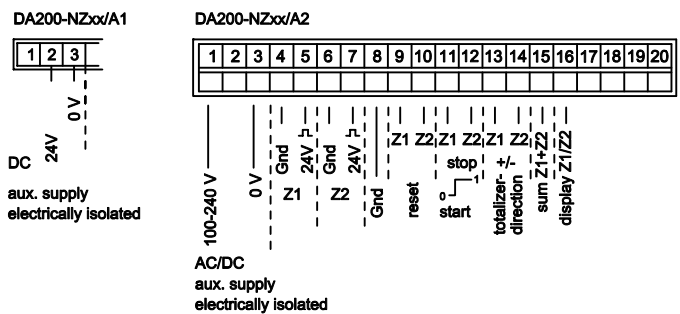 DA200-NZxx/A1
1 2 3
24V
0 V
DC
aux. supply
electrically isolated
DA200-NZxx/A2
1 2 3 4 5 6 7 8 9 10 11 12 13 14 15 16 17 18 19 20
100-240 V
0 V
Gnd
24V
Z1
Gnd
24V
Z2
Gnd
Z1 Z2
reset
Z1 Z2
stop
0 1
start
Z1 Z2
totalizer- +/-
direction
sum Z1+Z2
display Z1/Z2
AC/DC
aux. supply
electrically isolated